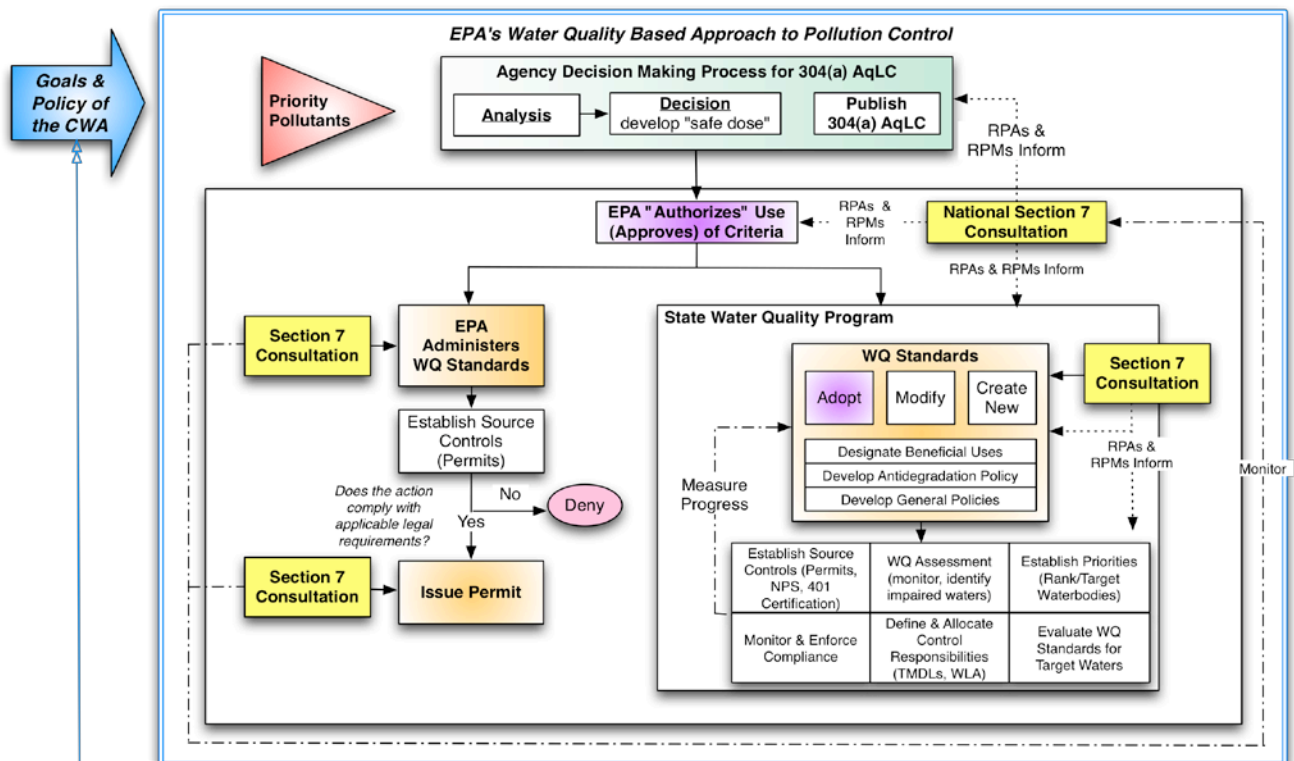 EPA's Water Quality Based Approach to Pollution Control
Goals &
Policy of
the CWA
Priority
Pollutants
Agency Decision Making Process for 304(a) AqLC
Analysis
Decision
develop "safe dose"
Publish
304(a) AqLC
RPAs &
RPMs Inform
EPA "Authorizes" Use
(Approves) of Criteria
RPAs &
RPMs
Inform
National Section 7
Consultation
RPAs & RPMs Inform
Section 7
Consultation
EPA
Administers
WQ Standards
Establish Source
Controls
(Permits)
Does the action
comply with
applicable legal
requirements?
No
Yes
Deny
Section 7
Consultation
Issue Permit
State Water Quality Program
WQ Standards
Adopt
Modify
Create
New
Designate Beneficial Uses
Develop Antidegradation Policy
Develop General Policies
Section 7
Consultation
RPAs &
RPMs Inform
Monitor
Measure
Progress
Establish Source
Controls (Permits,
NPS, 401
Certification)
WQ Assessment
(monitor, identify
impaired waters)
Establish Priorities
(Rank/Target
Waterbodies)
Monitor & Enforce
Compliance
Define & Allocate
Control
Responsibilities
(TMDLs, WLA)
Evaluate WQ
Standards for
Target Waters